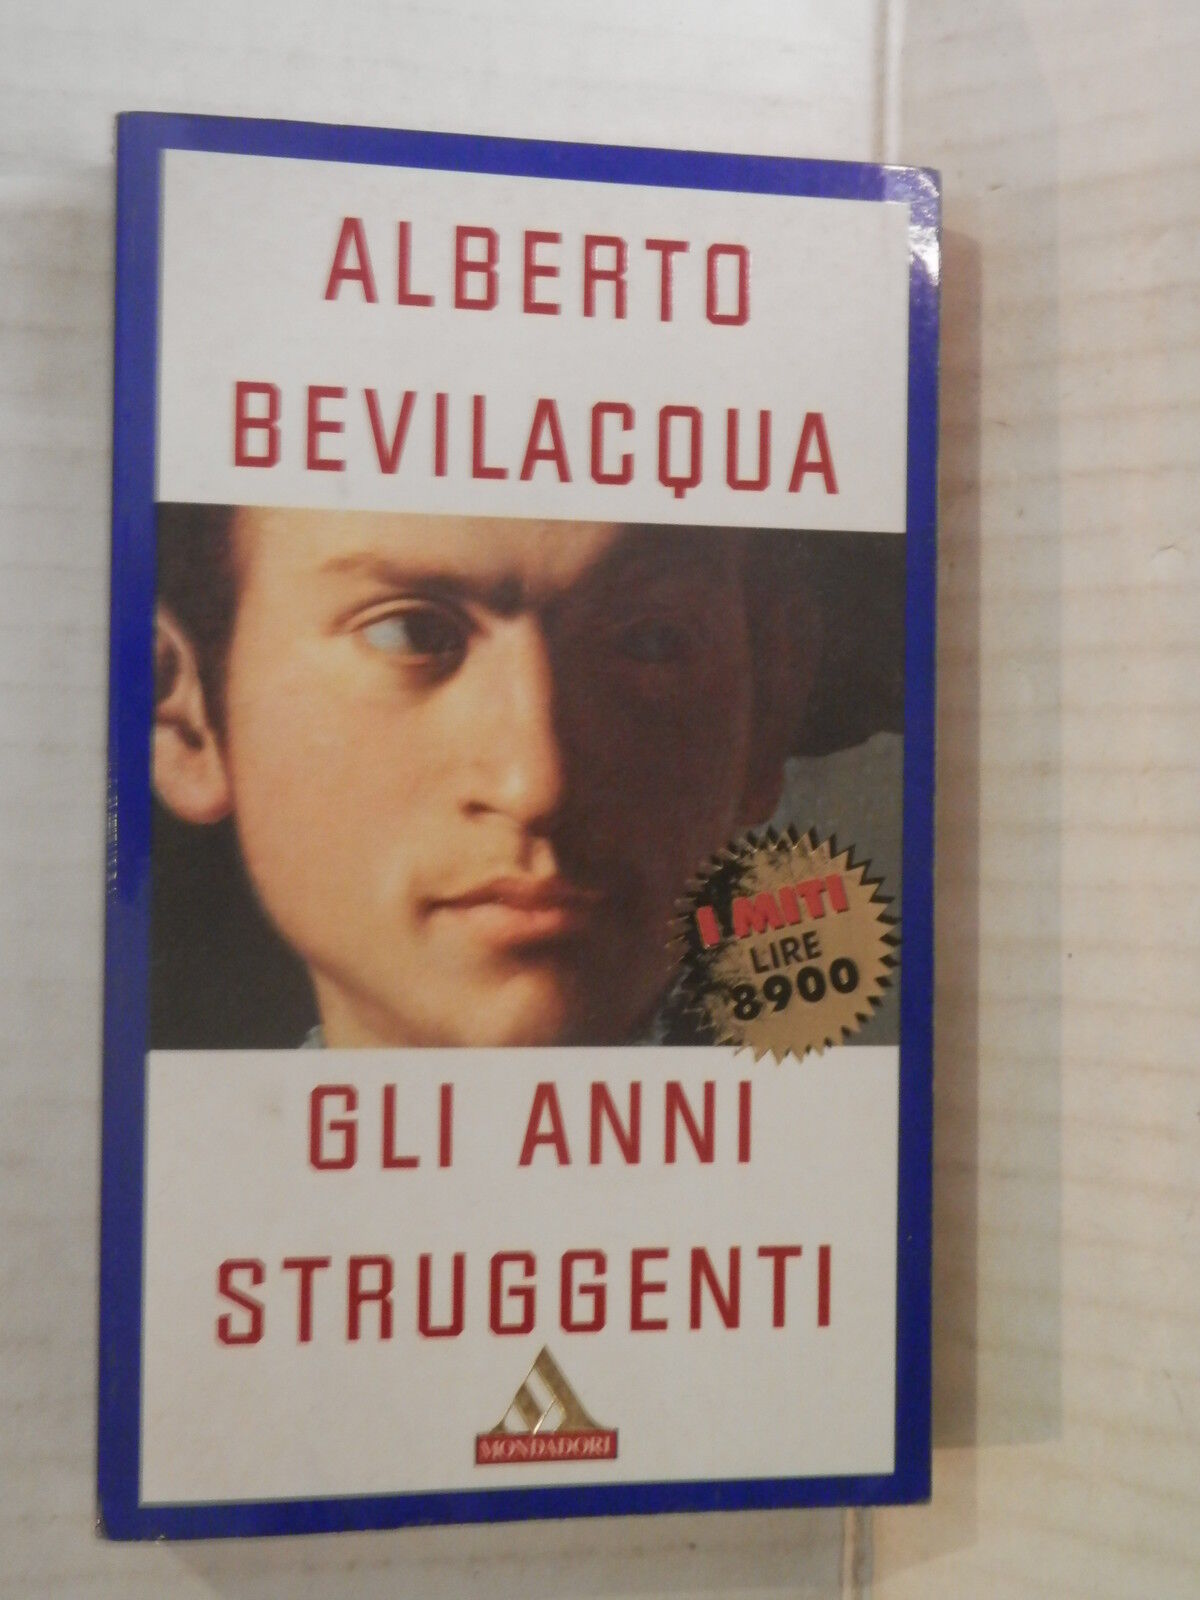 ALBERTO
BEVILACQUA
I MITI
LIRE
8900
GLI ANNI
STRUGGENTI
MONDADORI